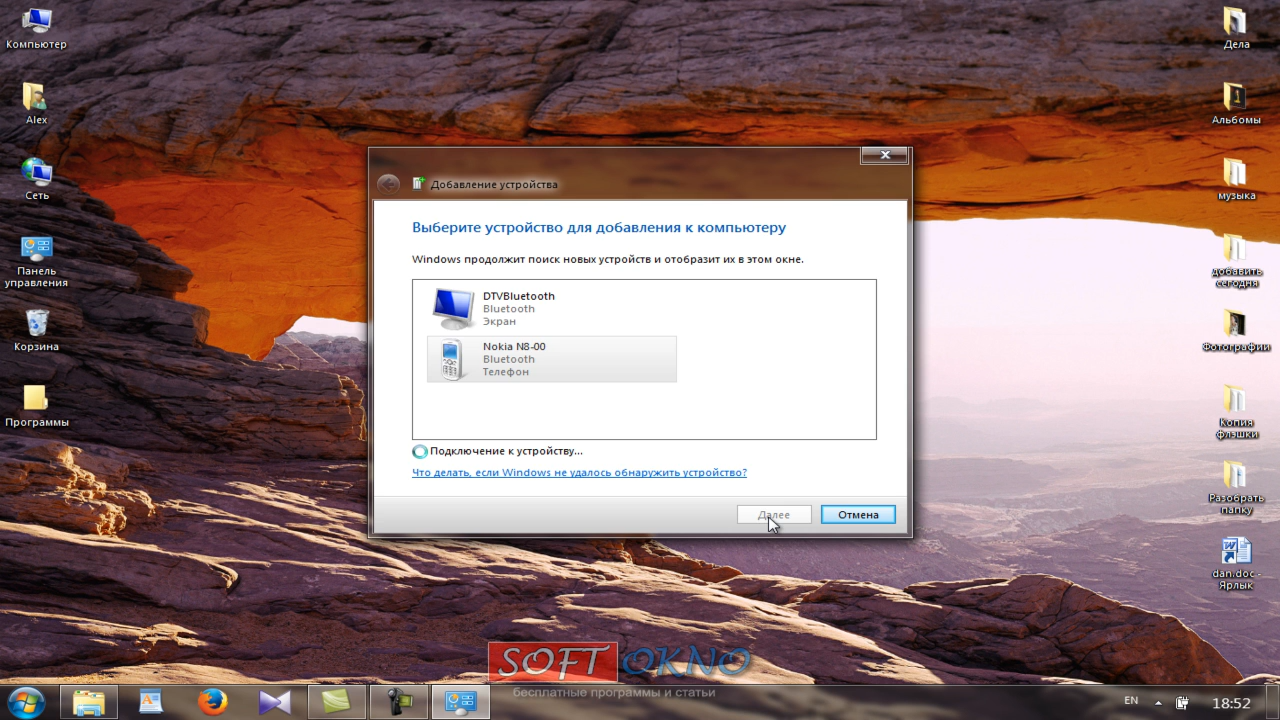 Компьютер
Alex
Сеть
Панель
управления
Корзина
Программы
Добавление устройства
Выберите устройство для добавления к компьютеру
Windows продолжит поиск новых устройств и отобразит их в этом окне.
DTVBluetooth
Bluetooth
Экран
Nokia N8-00
Bluetooth
Телефон
Подключение к устройству...
Что делать, если Windows не удалось обнаружить устройство?
Далее
Отмена
Дела
1
Альбомы
музыка
добавить
сегодня
Фотографии
Копия
флэшки
Разобрать
папку
W
dan.doc -
Ярлык
SOFT OKNO
бесплатные программы и статьи
A
EN
18:52